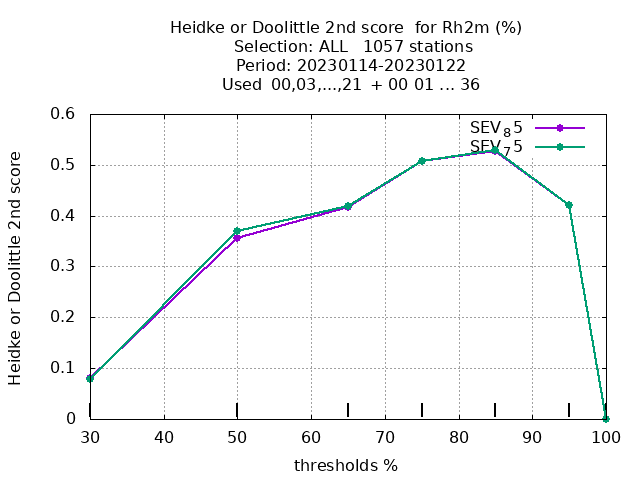 Heidke or Doolittle 2nd score  for Rh2m (%)
Selection: ALL   1057 stations
Period: 20230114-20230122
Used  00,03,...,21  + 00 01 ... 36
SEV₈5
SEV₇5
Heidke or Doolittle 2nd score
0.6
0.5
0.4
0.3
0.2
0.1
0
30 40 50 60 70 80 90 100
thresholds %